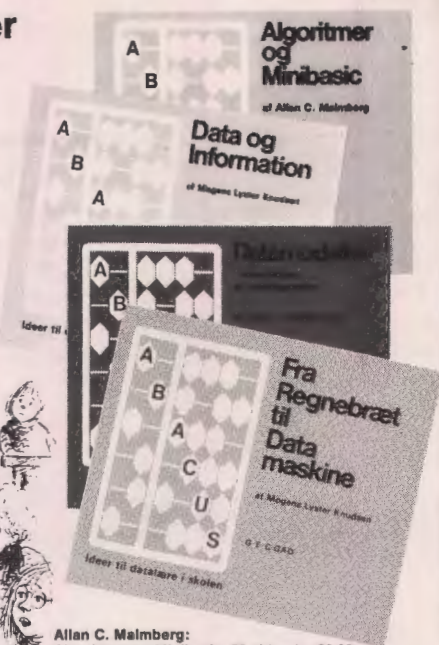 er
A
B
Algoritmer
og
Minibasic
af Allan C. Malmberg
A
B
A
Data og
Information
af Mogens Lyster Knudsen
Ideer til
A
B
A
B
A
C
U
S
Fra
Regnebræt
til
Data
maskine
af Mogens Lyster Knudsen
G E C GAD
Ideer til datalære i skolen
Allan C. Malmberg: